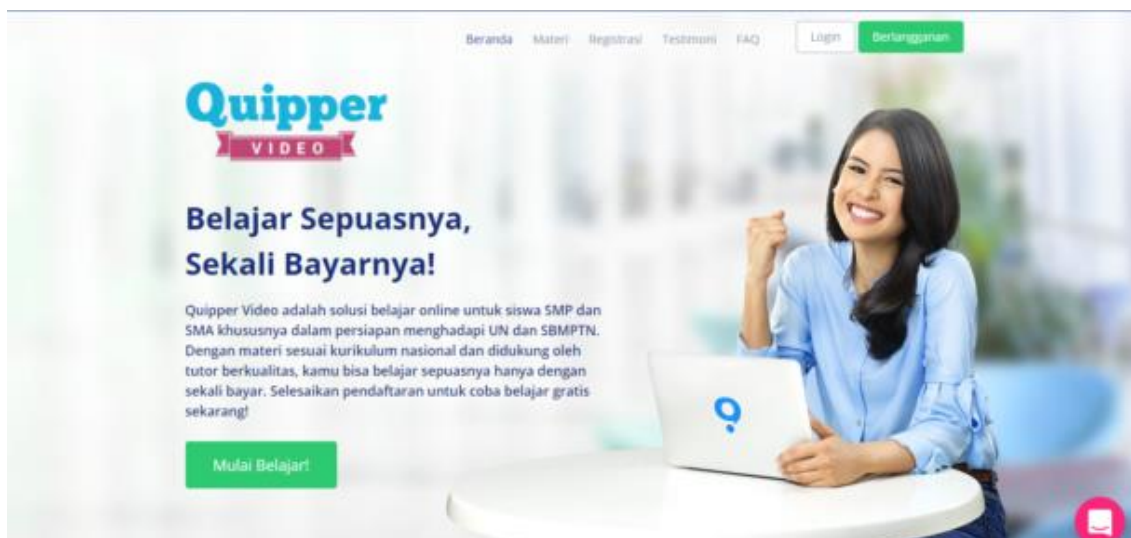 Beranda Materi Registrasi Testimoni FAQ Login Berlangganan
Quipper
VIDEO
Belajar Sepuasnya,
Sekali Bayarnya!
Quipper Video adalah solusi belajar online untuk siswa SMP dan
SMA khususnya dalam persiapan menghadapi UN dan SBMPTN.
Dengan materi sesuai kurikulum nasional dan didukung oleh
tutor berkualitas, kamu bisa belajar sepuasnya hanya dengan
sekali bayar. Selesaikan pendaftaran untuk coba belajar gratis
sekarang!
Mulai Belajar!